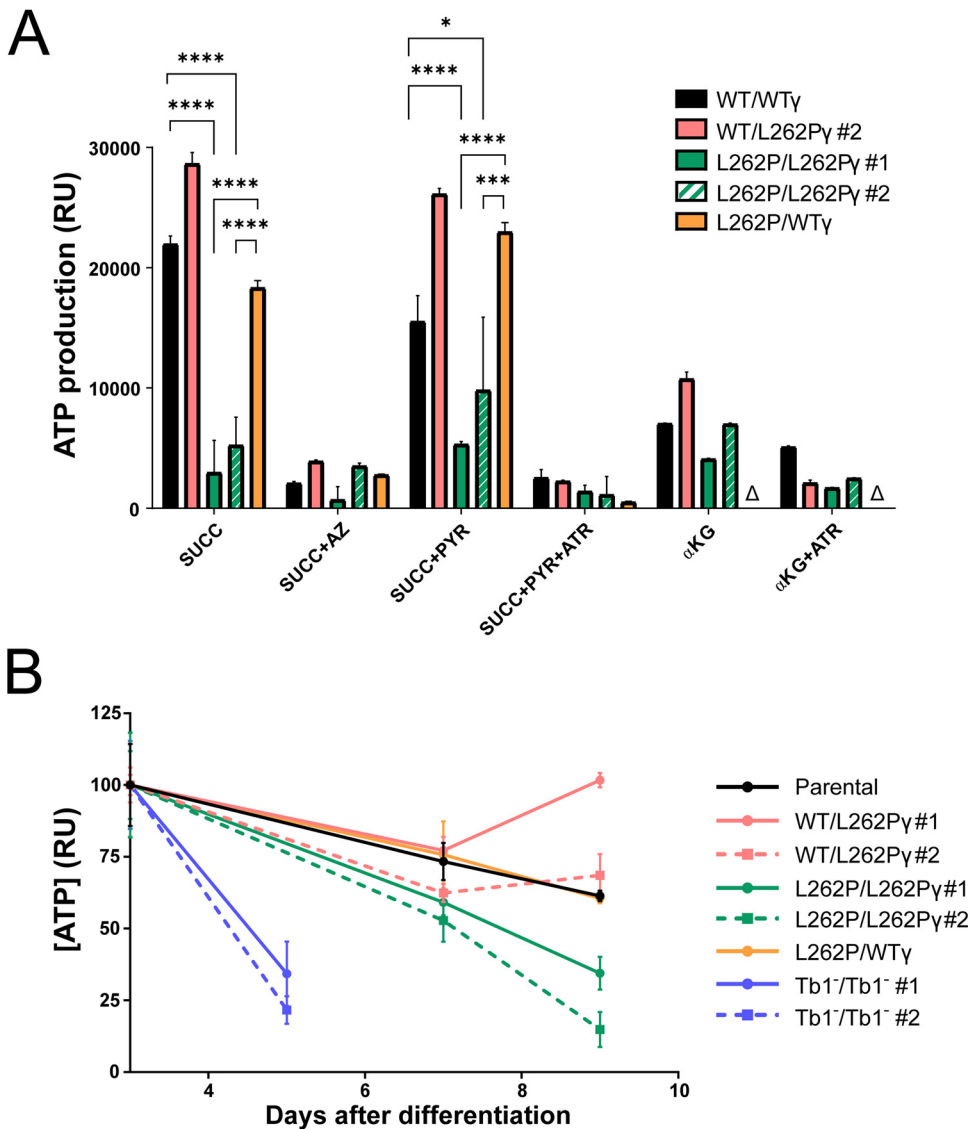 A
* 
**** ****
**** ****
**** ***
****
WT/WTγ
WT/L262Pγ #2
L262P/L262Pγ #1
L262P/L262Pγ #2
L262P/WTγ
ATP production (RU)
30000
20000
10000
0
Δ Δ
SUCC
SUCC+AZ
SUCC+PYR
SUCC+PYR+ATR
αKG
αKG+ATR
B
[ATP] (RU)
125
100
75
50
25
0
4 6 8 10
Days after differentiation
Parental
WT/L262Pγ #1
WT/L262Pγ #2
L262P/L262Pγ #1
L262P/L262Pγ #2
L262P/WTγ
Tb1⁻/Tb1⁻ #1
Tb1⁻/Tb1⁻ #2